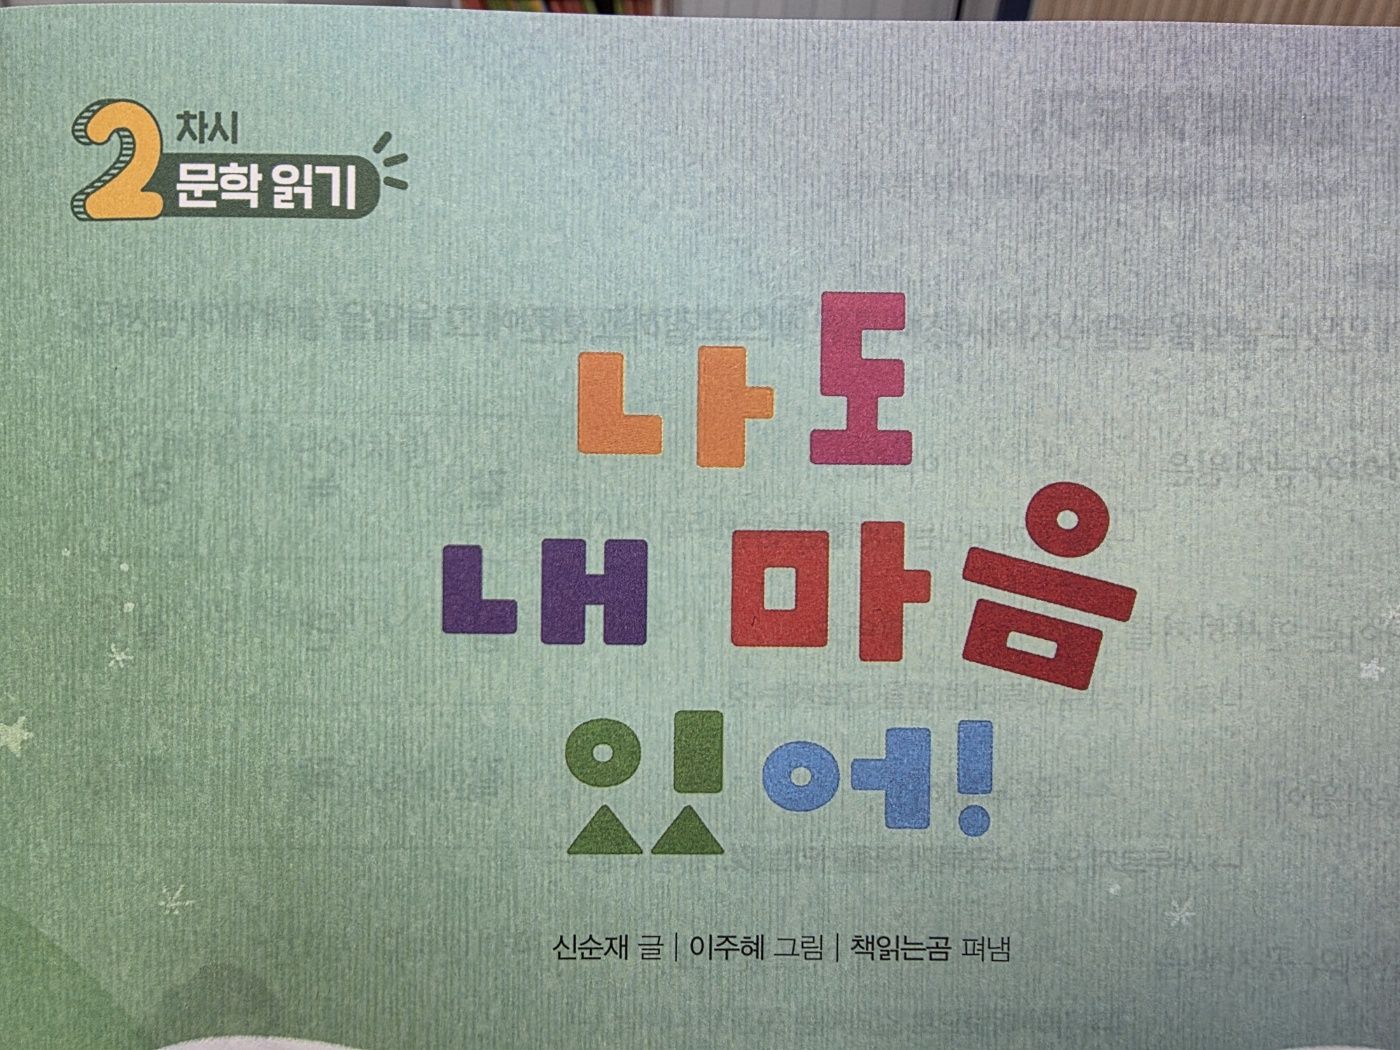 2차시
문학 읽기
나도
내 마음
있어!
신순재 글 | 이주혜 그림 | 책읽는곰 펴냄